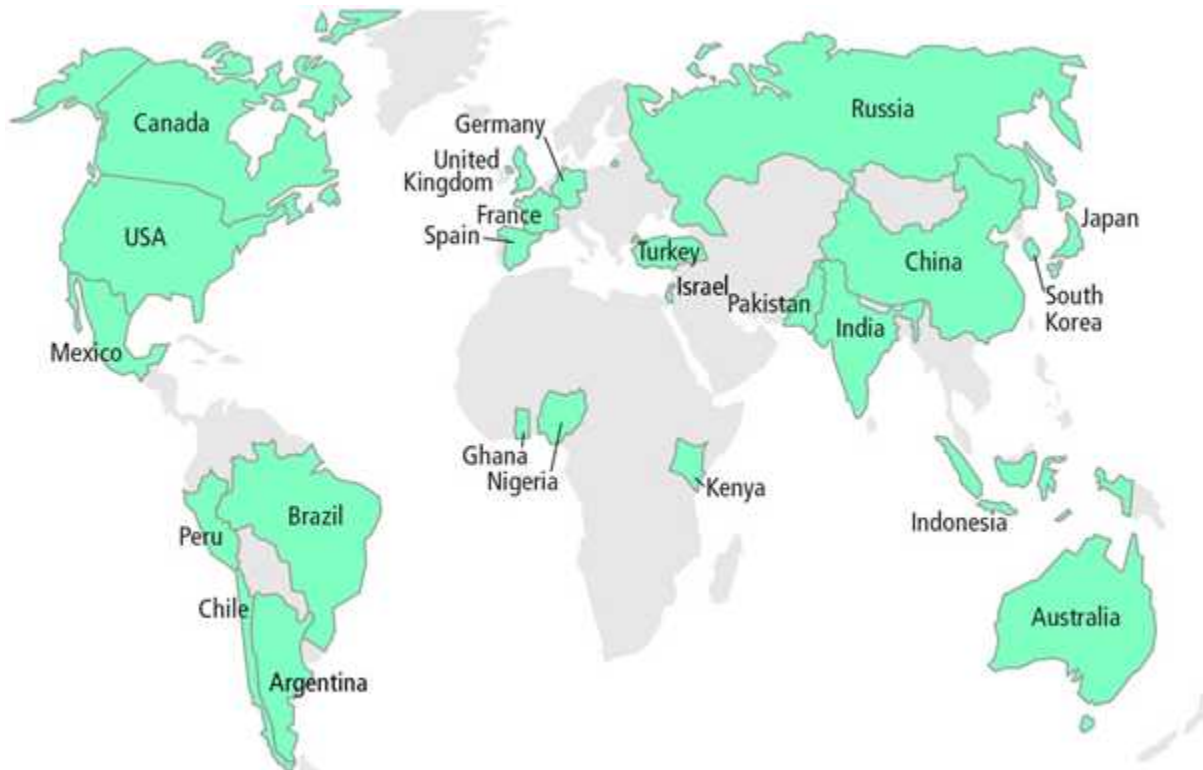 Canada
Russia
Germany
United
Kingdom
France
USA
Spain
Turkey
Japan
China
Israel
Pakistan
South
Korea
India
Mexico
Ghana
Nigeria
Kenya
Brazil
Peru
Indonesia
Chile
Australia
Argentina